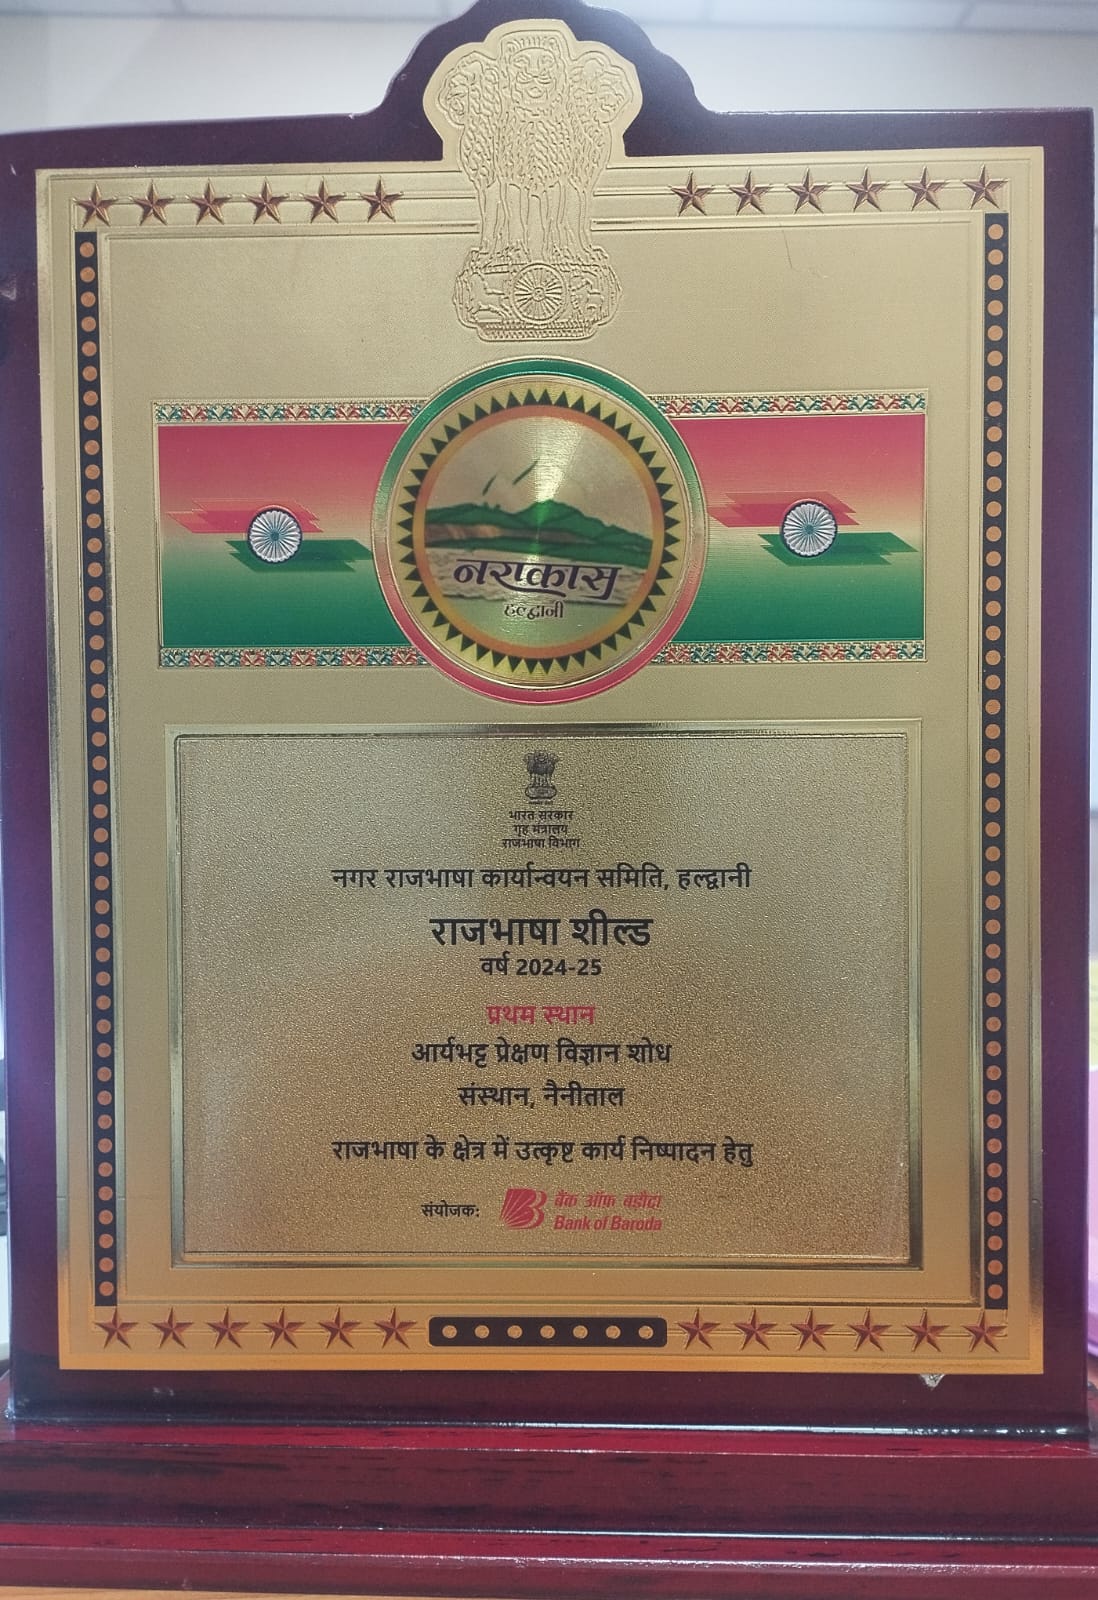 नराकास
हल्द्वानी
भारत सरकार
गृह मंत्रालय
राजभाषा विभाग
नगर राजभाषा कार्यान्वयन समिति, हल्द्वानी
राजभाषा शील्ड
वर्ष 2024-25
प्रथम स्थान
आर्यभट्ट प्रेक्षण विज्ञान शोध
संस्थान, नैनीताल
राजभाषा के क्षेत्र में उत्कृष्ट कार्य निष्पादन हेतु
संयोजक:
बैंक ऑफ़ बड़ौदा
Bank of Baroda